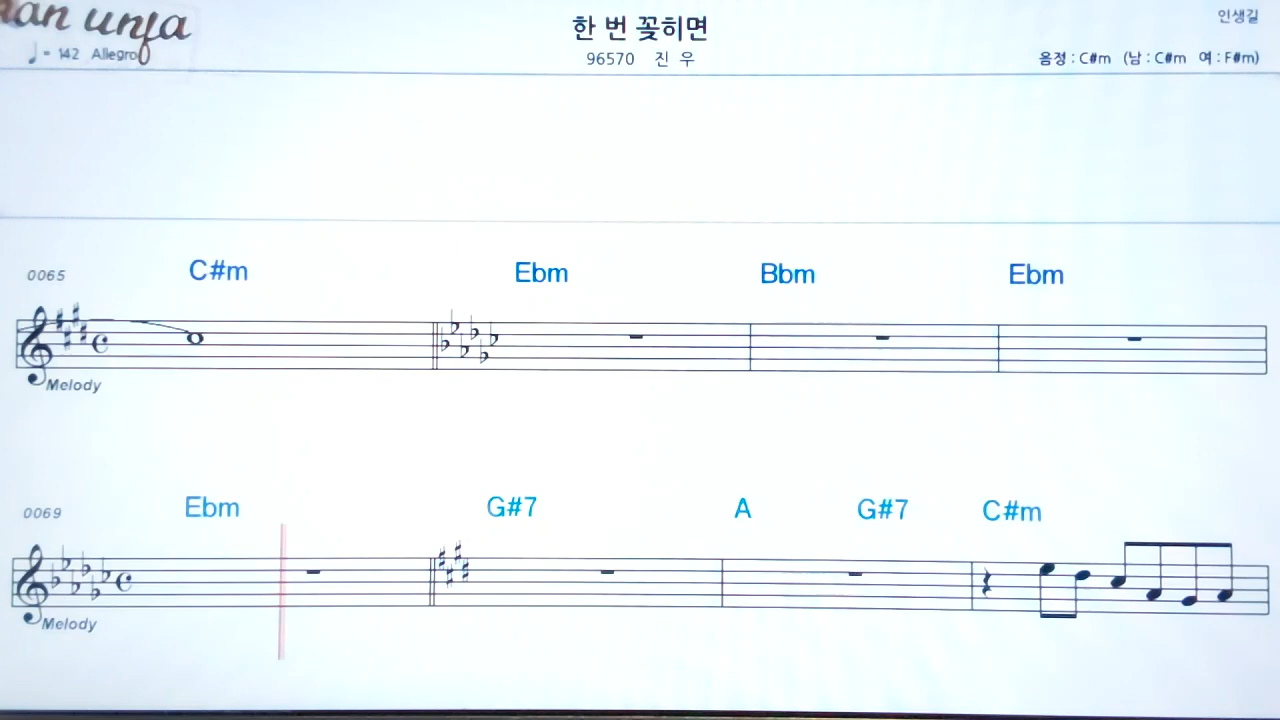 한 번 꽃히면
인생길
♩= 142 Allegro
96570 진 우
음정 : C#m (남 : C#m 여 : F#m)
0065 C#m Ebm Bbm Ebm
Melody
0069 Ebm G#7 A G#7 C#m
Melody